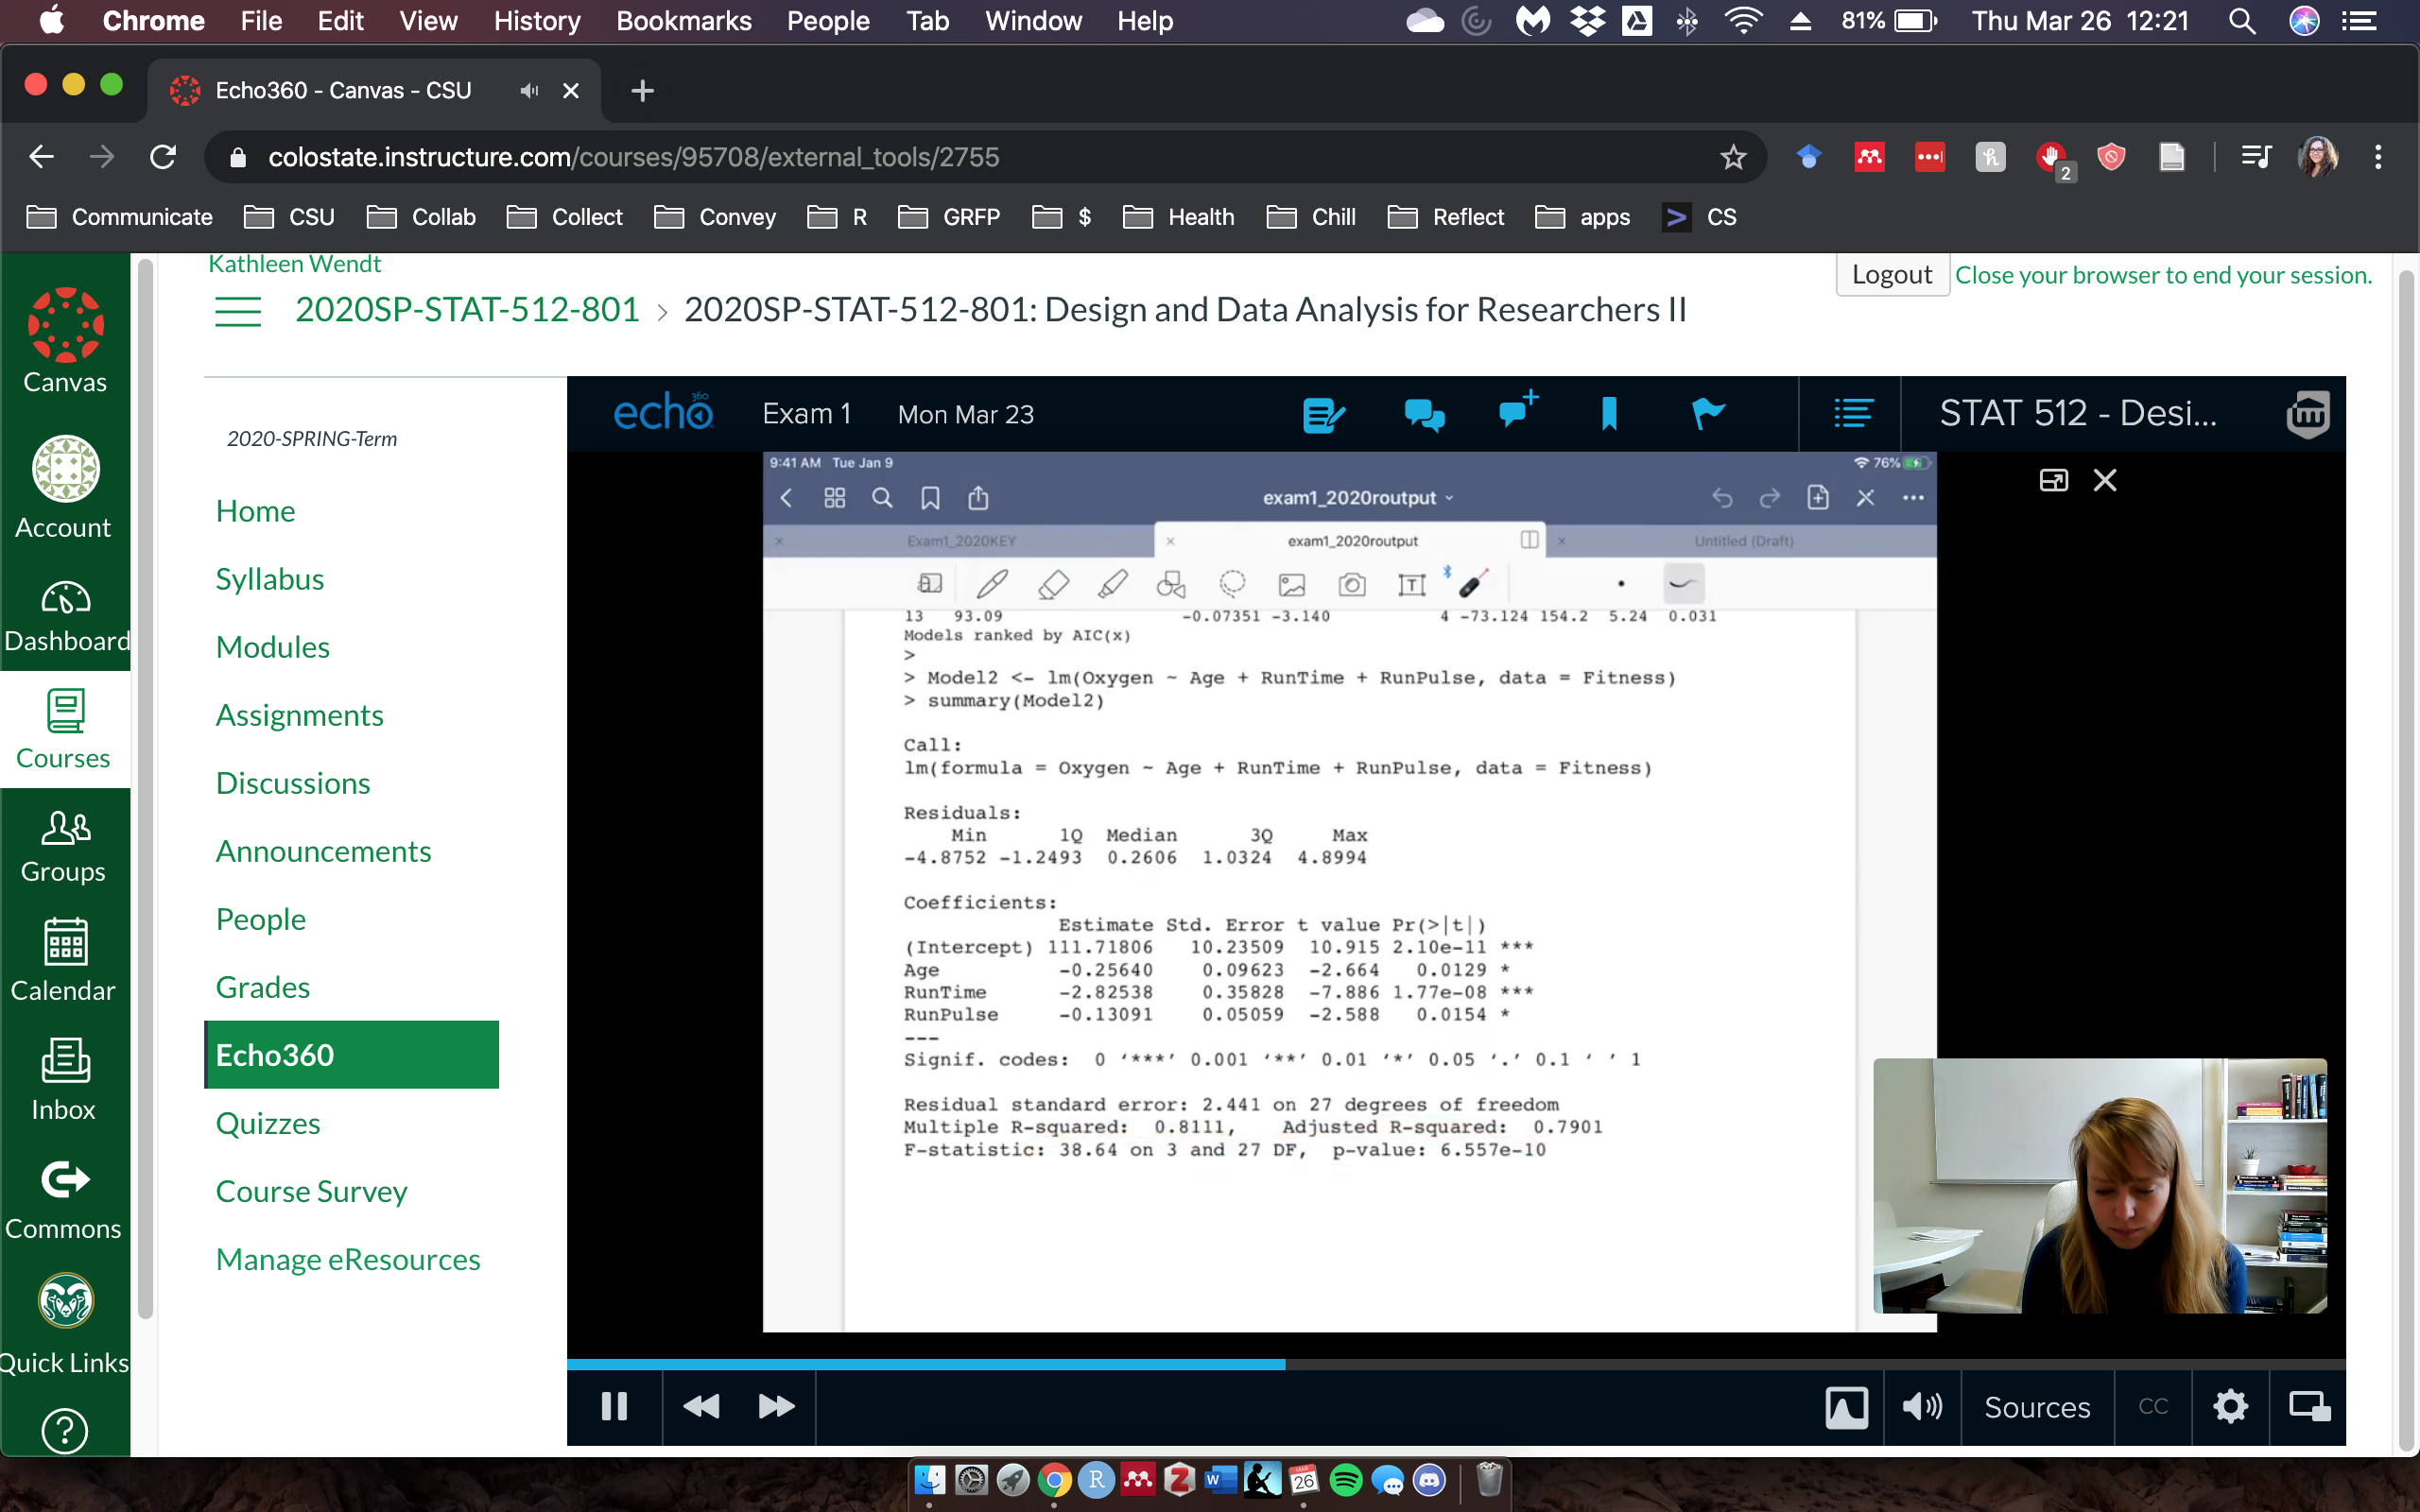 Chrome File Edit View History Bookmarks People Tab Window Help 81% Thu Mar 26 12:21
Echo360 - Canvas - CSU
colostate.instructure.com/courses/95708/external_tools/2755
2
Communicate CSU Collab Collect Convey R GRFP $ Health Chill Reflect apps > CS
Kathleen Wendt
Logout Close your browser to end your session.
2020SP-STAT-512-801 > 2020SP-STAT-512-801: Design and Data Analysis for Researchers II
Canvas
Account
Dashboard
Courses
Groups
Calendar
Inbox
Commons
Quick Links
2020-SPRING-Term
Home
Syllabus
Modules
Assignments
Discussions
Announcements
People
Grades
Echo360
Quizzes
Course Survey
Manage eResources
echo360 Exam 1 Mon Mar 23 STAT 512 - Desi...
9:41 AM Tue Jan 9 76%
exam1_2020routput
Exam1_2020KEY exam1_2020routput Untitled (Draft)
13 93.09 -0.07351 -3.140 4 -73.124 154.2 5.24 0.031
Models ranked by AIC(x)
>
> Model2 <- lm(Oxygen ~ Age + RunTime + RunPulse, data = Fitness)
> summary(Model2)
Call:
lm(formula = Oxygen ~ Age + RunTime + RunPulse, data = Fitness)
Residuals:
Min 1Q Median 3Q Max
-4.8752 -1.2493 0.2606 1.0324 4.8994
Coefficients:
Estimate Std. Error t value Pr(>|t|)
(Intercept) 111.71806 10.23509 10.915 2.10e-11 ***
Age -0.25640 0.09623 -2.664 0.0129 *
RunTime -2.82538 0.35828 -7.886 1.77e-08 ***
RunPulse -0.13091 0.05059 -2.588 0.0154 *
---
Signif. codes: 0 ‘***’ 0.001 ‘**’ 0.01 ‘*’ 0.05 ‘.’ 0.1 ‘ ’ 1
Residual standard error: 2.441 on 27 degrees of freedom
Multiple R-squared: 0.8111, Adjusted R-squared: 0.7901
F-statistic: 38.64 on 3 and 27 DF, p-value: 6.557e-10
Sources CC